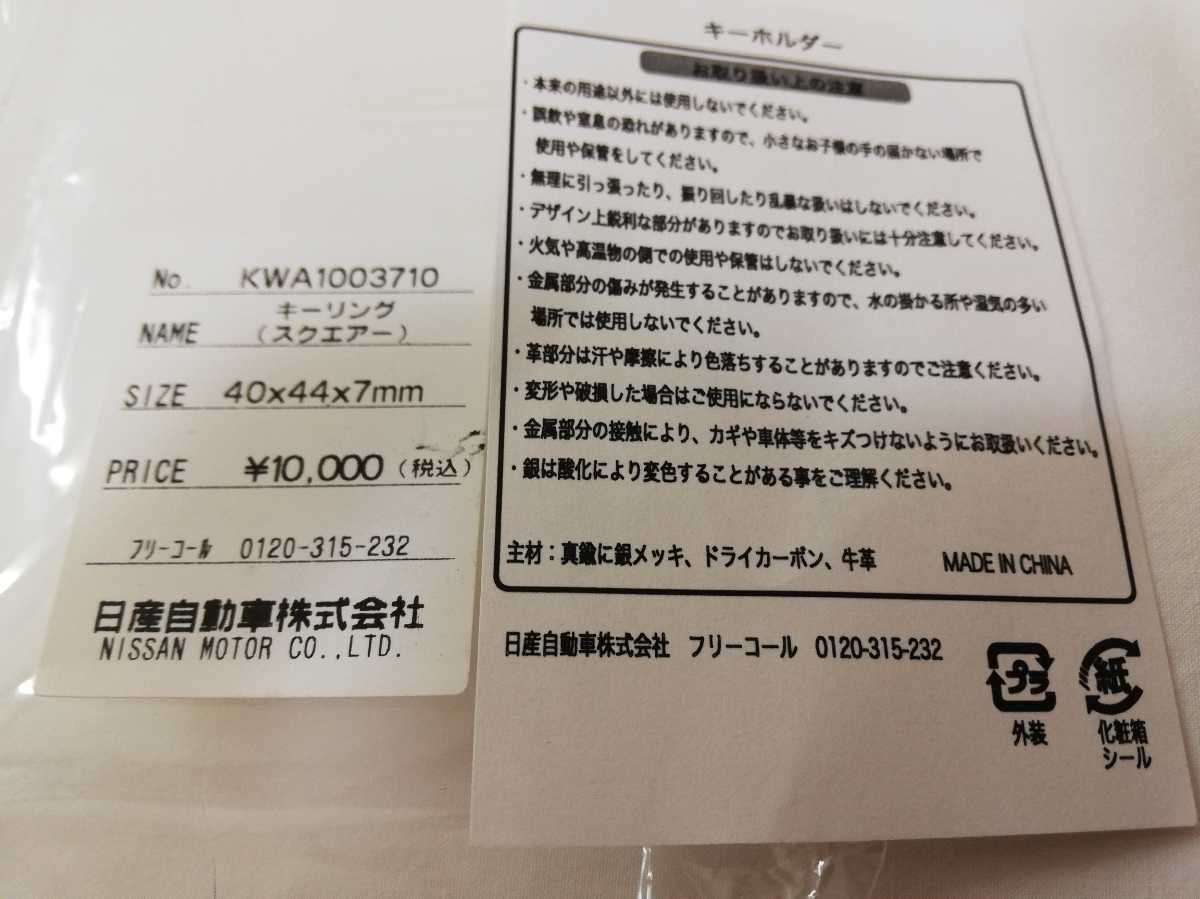 No. KWA1003710
キーリング
NAME (スクエアー)
SIZE 40x44x7mm
PRICE ¥10,000 (税込)
フリーコール 0120-315-232
日産自動車株式会社
NISSAN MOTOR CO.,LTD.
キーホルダー
お取り扱い上の注意
・本来の用途以外には使用しないでください。
・誤飲や窒息の恐れがありますので、小さなお子様の手の届かない場所で
使用や保管をしてください。
・無理に引っ張ったり、振り回したり乱暴な扱いはしないでください。
・デザイン上鋭利な部分がありますのでお取り扱いには十分注意してください。
・火気や高温物の側での使用や保管はしないでください。
・金属部分の傷みが発生することがありますので、水の掛かる所や湿気の多い
場所では使用しないでください。
・革部分は汗や摩擦により色落ちすることがありますのでご注意ください。
・変形や破損した場合はご使用にならないでください。
・金属部分の接触により、カギや車体等をキズつけないようにお取扱いください。
・銀は酸化により変色することがある事をご理解ください。
主材：真鍮に銀メッキ、ドライカーボン、牛革 MADE IN CHINA
日産自動車株式会社 フリーコール 0120-315-232
プラ
外装
紙
化粧箱
シール